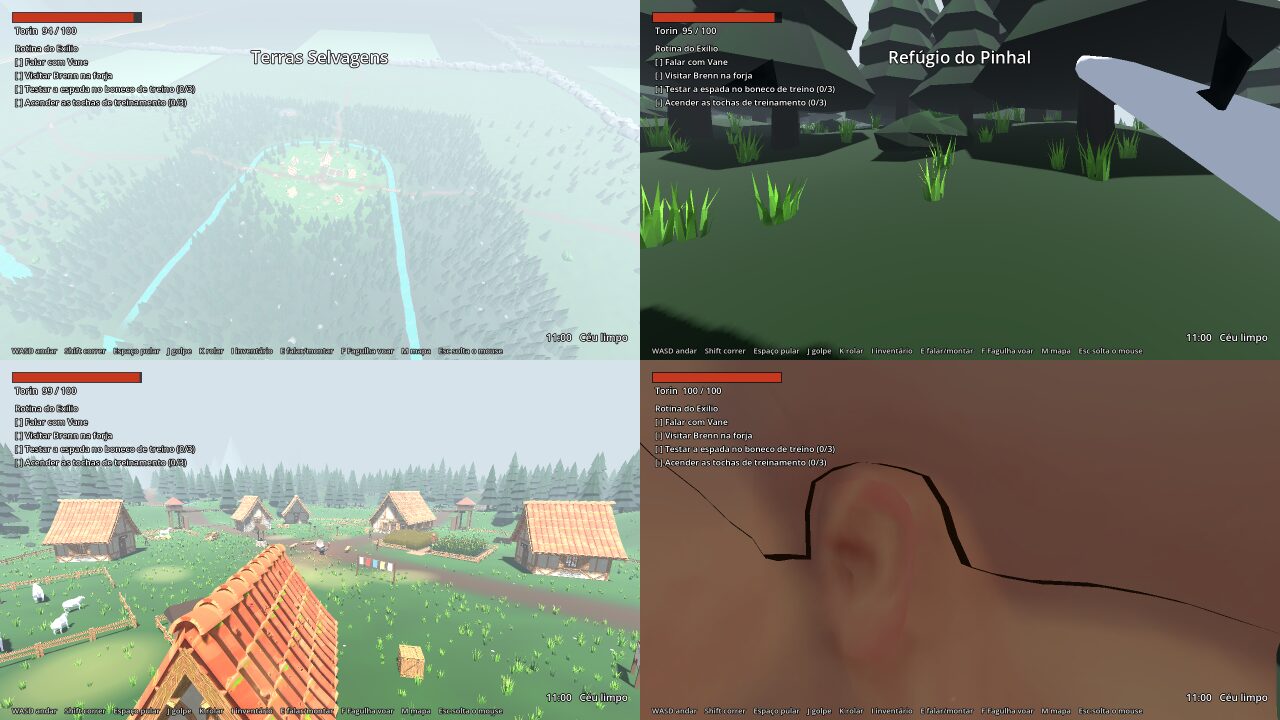 Torin 94 / 100
Terras Selvagens
Rotina do Exílio
[ ] Falar com Vane
[ ] Visitar Brenn na forja
[ ] Testar a espada no boneco de treino (0/3)
[ ] Acender as tochas de treinamento (0/3)
11:00 Céu limpo
WASD andar Shift correr Espaço pular J golpe K rolar I inventário E falar/montar F Fagulha voar M mapa Esc solta o mouse
Torin 95 / 100
Refúgio do Pinhal
Rotina do Exílio
[ ] Falar com Vane
[ ] Visitar Brenn na forja
[ ] Testar a espada no boneco de treino (0/3)
[ ] Acender as tochas de treinamento (0/3)
11:00 Céu limpo
WASD andar Shift correr Espaço pular J golpe K rolar I inventário E falar/montar F Fagulha voar M mapa Esc solta o mouse
Torin 99 / 100
Rotina do Exílio
[ ] Falar com Vane
[ ] Visitar Brenn na forja
[ ] Testar a espada no boneco de treino (0/3)
[ ] Acender as tochas de treinamento (0/3)
11:00 Céu limpo
WASD andar Shift correr Espaço pular J golpe K rolar I inventário E falar/montar F Fagulha voar M mapa Esc solta o mouse
Torin 100 / 100
Rotina do Exílio
[ ] Falar com Vane
[ ] Visitar Brenn na forja
[ ] Testar a espada no boneco de treino (0/3)
[ ] Acender as tochas de treinamento (0/3)
11:00 Céu limpo
WASD andar Shift correr Espaço pular J golpe K rolar I inventário E falar/montar F Fagulha voar M mapa Esc solta o mouse